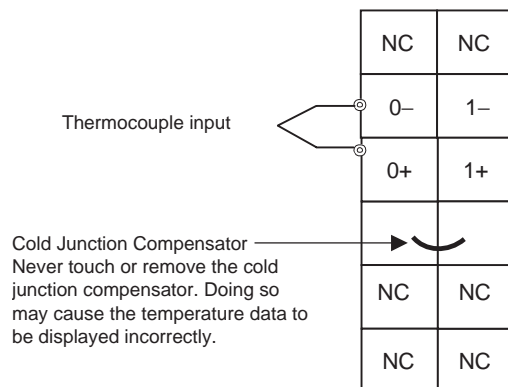 NC NC
0– 1–
Thermocouple input
0+ 1+
Cold Junction Compensator
Never touch or remove the cold
junction compensator. Doing so
may cause the temperature data to
be displayed incorrectly.
NC NC
NC NC